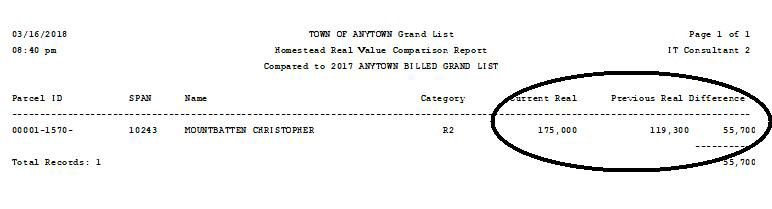 03/16/2018 TOWN OF ANYTOWN Grand List Page 1 of 1
08:40 pm Homestead Real Value Comparison Report IT Consultant 2
Compared to 2017 ANYTOWN BILLED GRAND LIST
Parcel ID SPAN Name Category Current Real Previous Real Difference
00001-1570- 10243 MOUNTBATTEN CHRISTOPHER R2 175,000 119,300 55,700
Total Records: 1 55,700